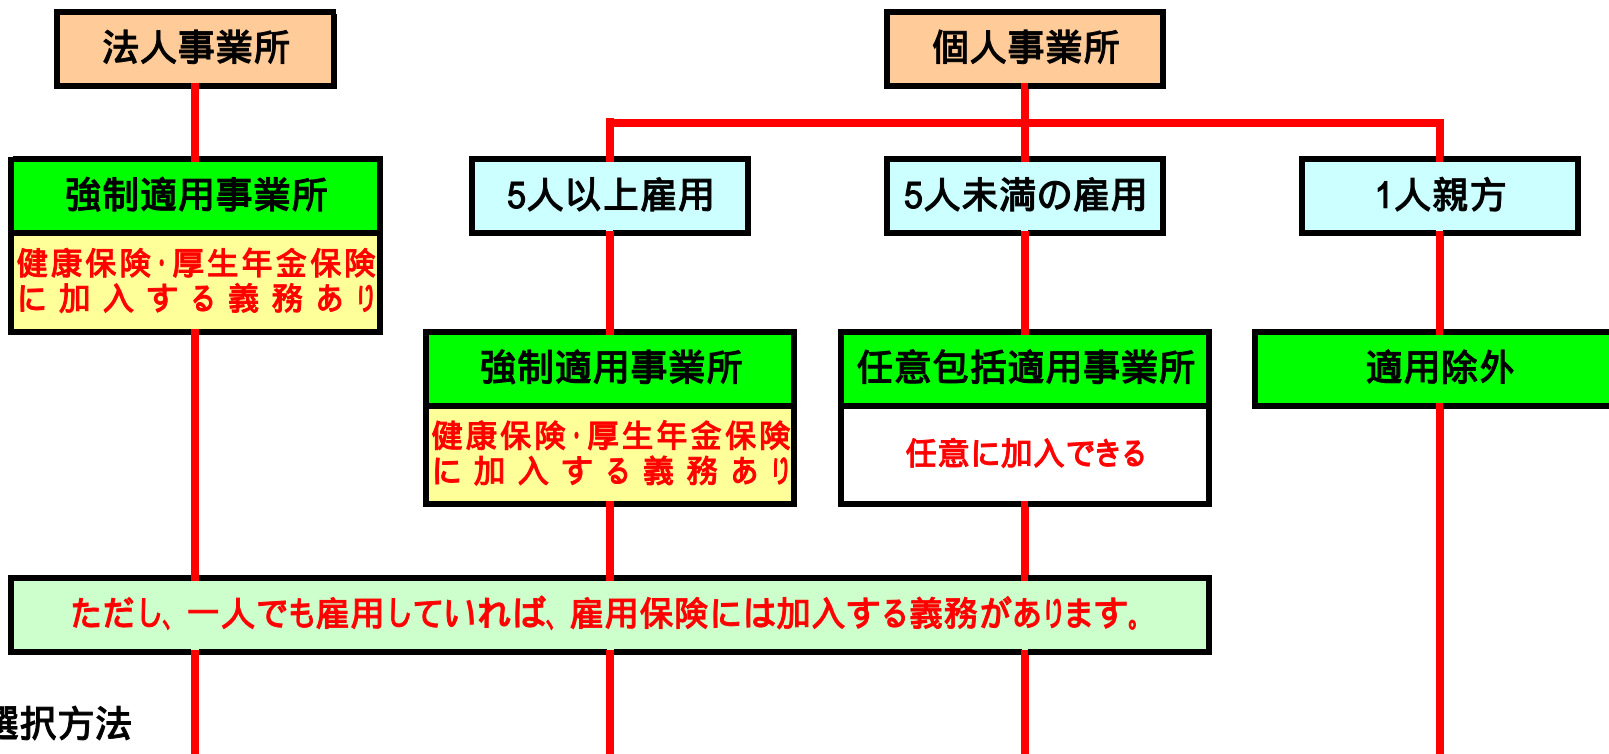 法人事業所
個人事業所
強制適用事業所
健康保険・厚生年金保険
に加入する義務あり
5人以上雇用
5人未満の雇用
1人親方
強制適用事業所
健康保険・厚生年金保険
に加入する義務あり
任意包括適用事業所
任意に加入できる
適用除外
ただし、一人でも雇用していれば、雇用保険には加入する義務があります。
選択方法